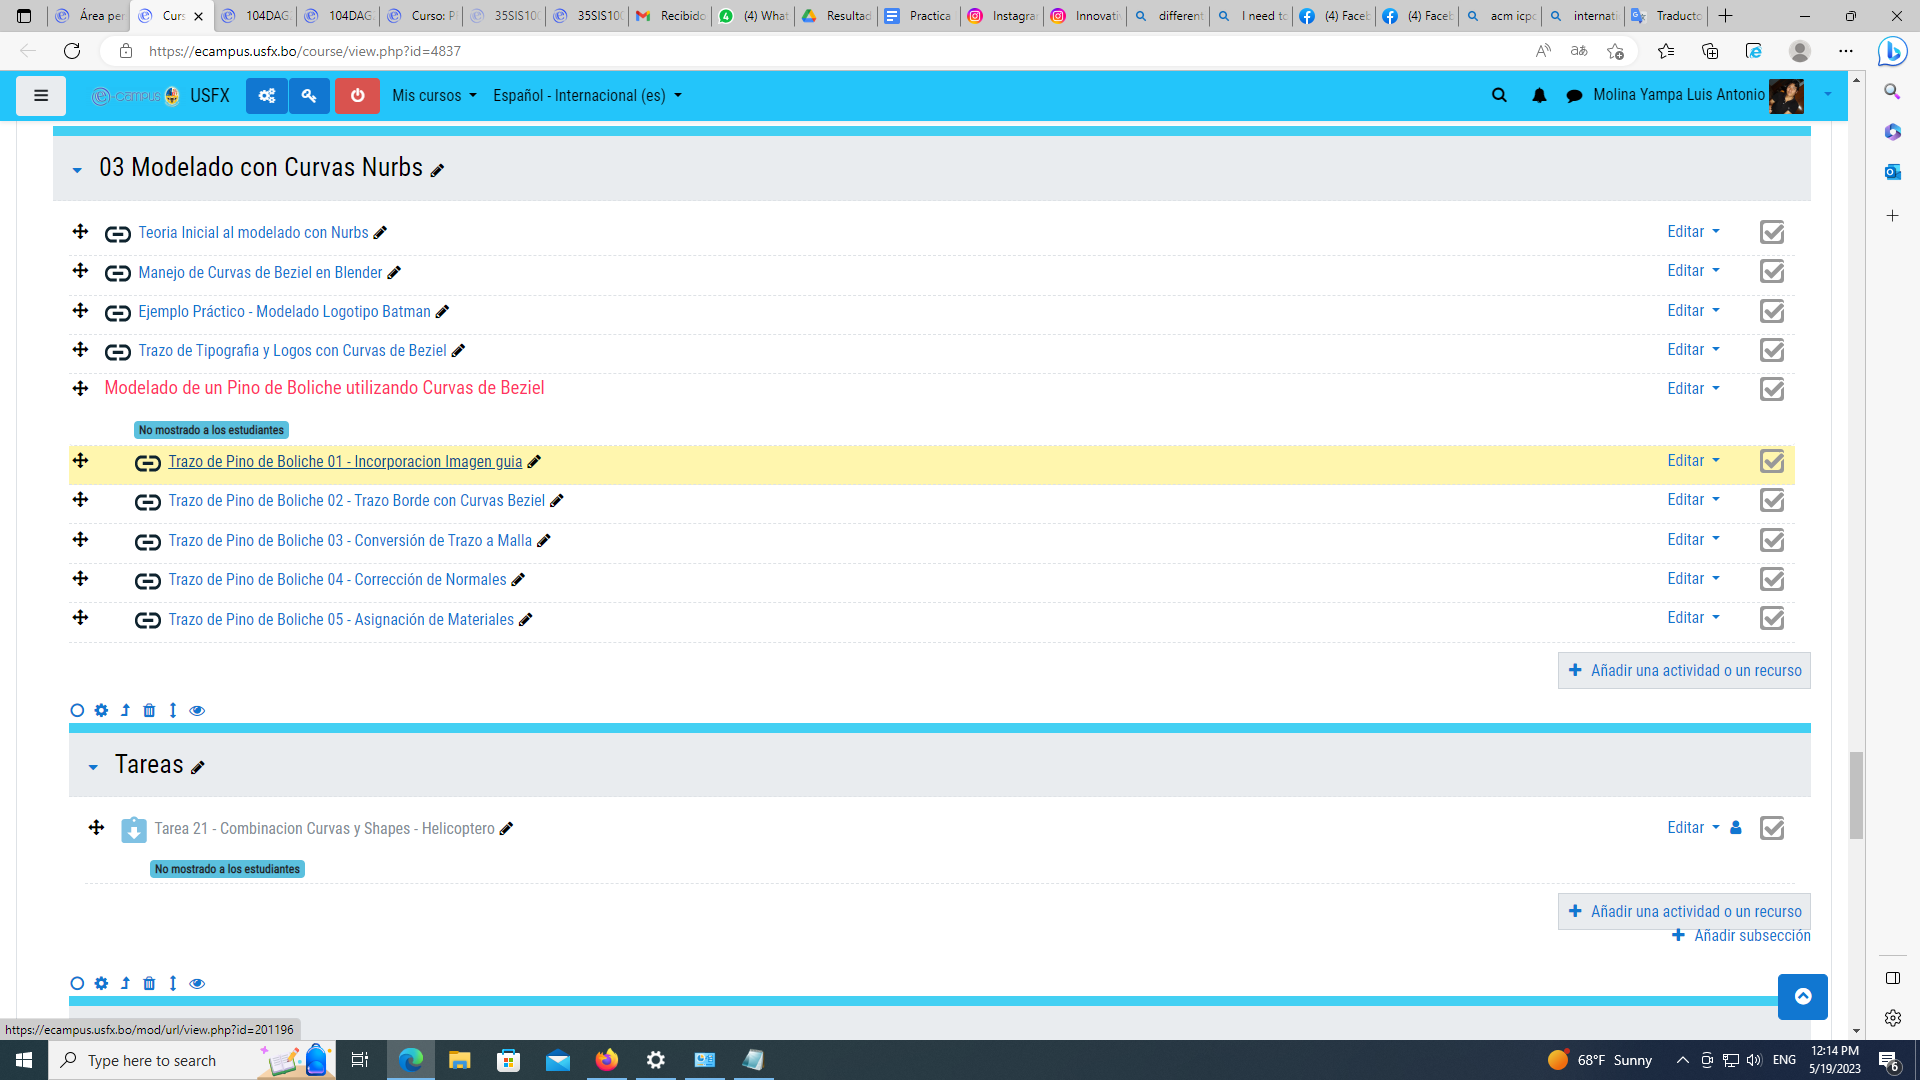 Área per
Curs
104DAG
104DAG
Curso: P
35SIS10
35SIS10
Recibido
(4) What
Resultad
Practica
Instagram
Innovati
different
I need to
(4) Faceb
(4) Faceb
acm icpc
internati
Traducto
https://ecampus.usfx.bo/course/view.php?id=4837
e-campus
USFX
Mis cursos
Español - Internacional (es)
Molina Yampa Luis Antonio
03 Modelado con Curvas Nurbs
Teoria Inicial al modelado con Nurbs
Editar
Manejo de Curvas de Beziel en Blender
Editar
Ejemplo Práctico - Modelado Logotipo Batman
Editar
Trazo de Tipografia y Logos con Curvas de Beziel
Editar
Modelado de un Pino de Boliche utilizando Curvas de Beziel
Editar
No mostrado a los estudiantes
Trazo de Pino de Boliche 01 - Incorporacion Imagen guia
Editar
Trazo de Pino de Boliche 02 - Trazo Borde con Curvas Beziel
Editar
Trazo de Pino de Boliche 03 - Conversión de Trazo a Malla
Editar
Trazo de Pino de Boliche 04 - Corrección de Normales
Editar
Trazo de Pino de Boliche 05 - Asignación de Materiales
Editar
Añadir una actividad o un recurso
Tareas
Tarea 21 - Combinacion Curvas y Shapes - Helicoptero
Editar
No mostrado a los estudiantes
Añadir una actividad o un recurso
Añadir subsección
https://ecampus.usfx.bo/mod/url/view.php?id=201196
Type here to search
68°F Sunny
ENG
12:14 PM
5/19/2023
6